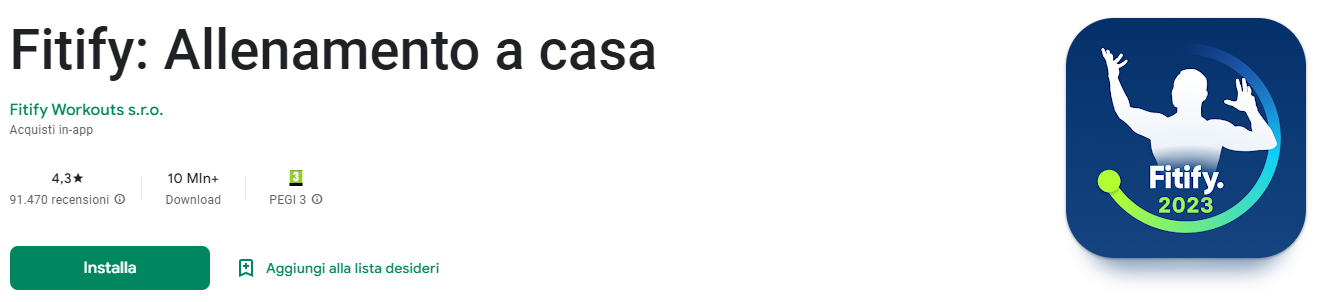 Fitify: Allenamento a casa
Fitify Workouts s.r.o.
Acquisti in-app
4,3★
10 Mln+
3
91.470 recensioni
Download
PEGI 3
Installa
Aggiungi alla lista desideri
Fitify.
2023